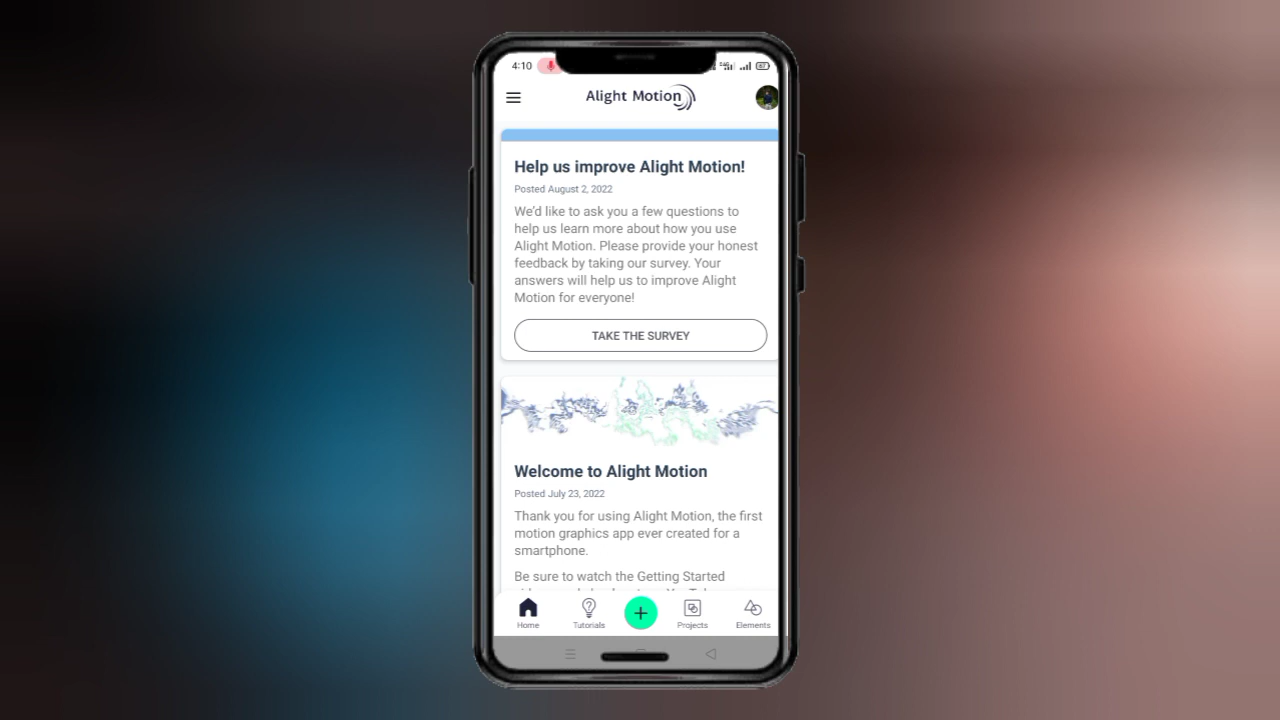 4:10
Alight Motion
Help us improve Alight Motion!
Posted August 2, 2022
We'd like to ask you a few questions to
help us learn more about how you use
Alight Motion. Please provide your honest
feedback by taking our survey. Your
answers will help us to improve Alight
Motion for everyone!
TAKE THE SURVEY
Welcome to Alight Motion
Posted July 23, 2022
Thank you for using Alight Motion, the first
motion graphics app ever created for a
smartphone.
Be sure to watch the Getting Started
Home
Tutorials
Projects
Elements